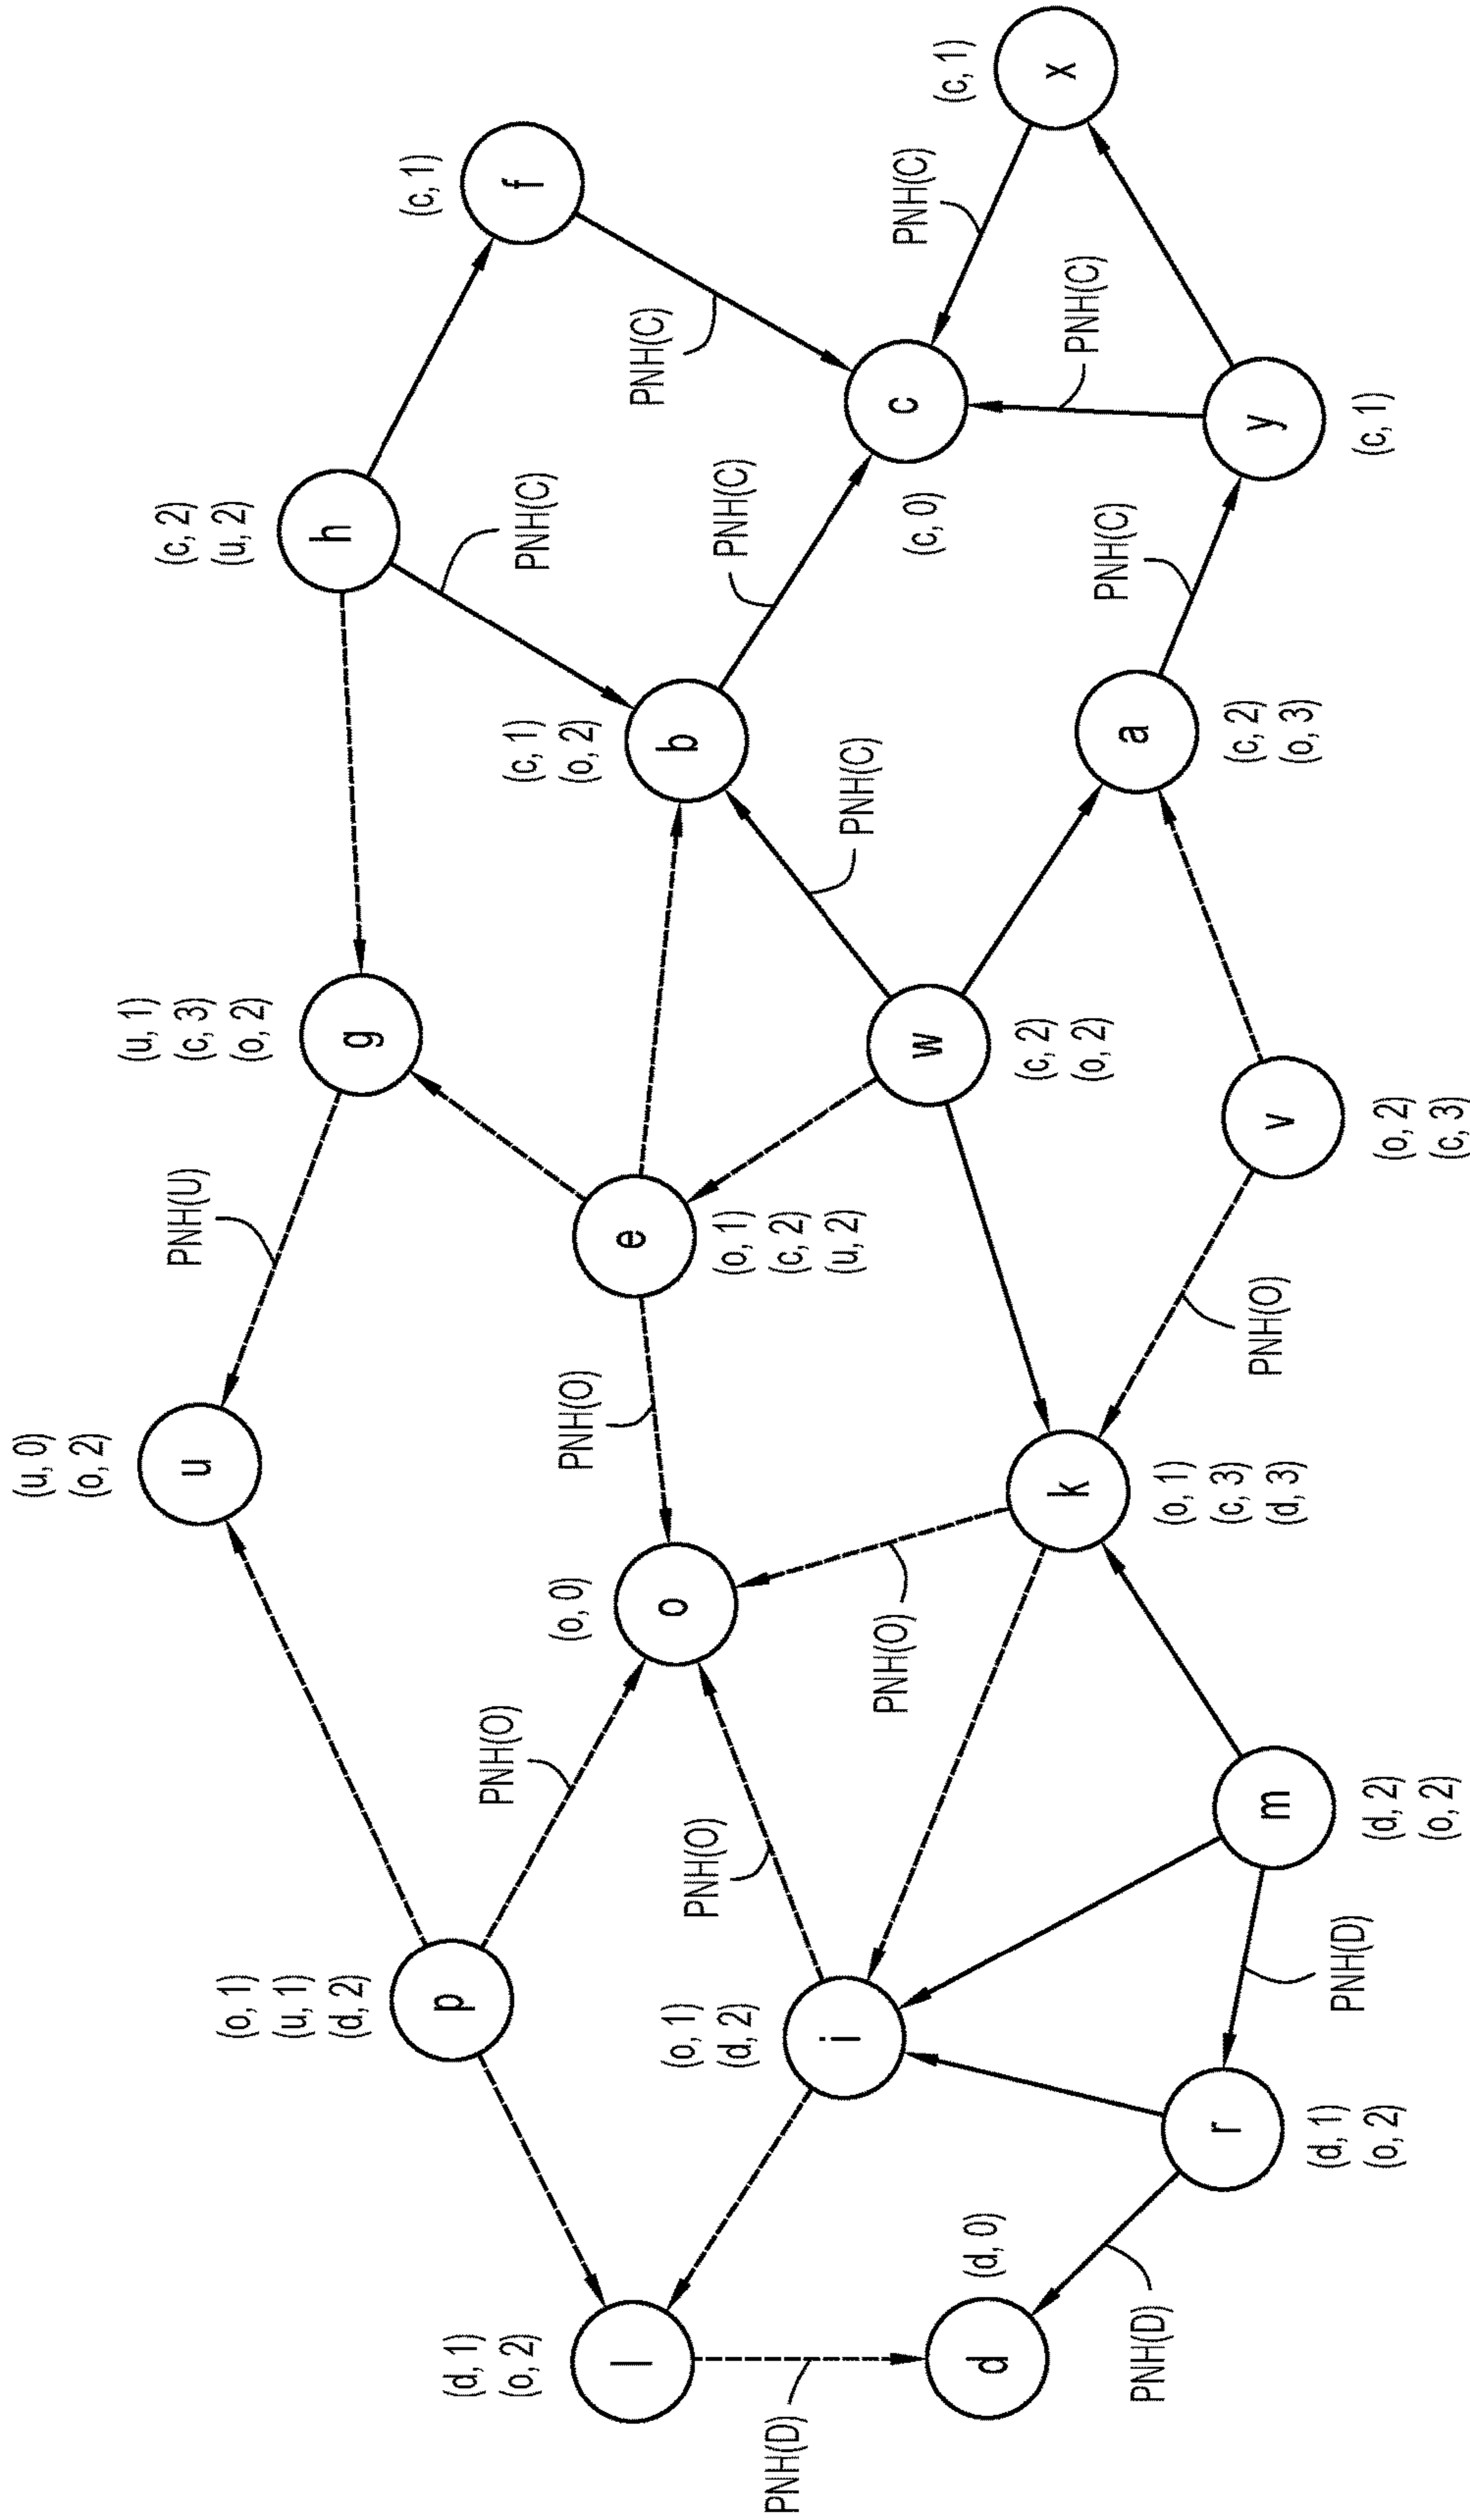 (u, 0)
(o, 2)
u
PNH(U)
(u, 1)
(c, 3)
(o, 2)
g
(c, 2)
(u, 2)
h
(o, 1)
(u, 1)
(d, 2)
p
PNH(O)
PNH(C)
(c, 1)
f
(d, 1)
(o, 2)
l
PNH(D)
(o, 0)
o
PNH(O)
e
(o, 1)
(c, 2)
(u, 2)
(c, 1)
(o, 2)
b
PNH(C)
PNH(C)
(o, 1)
(d, 2)
i
PNH(O)
PNH(O)
w
(c, 2)
(o, 2)
PNH(C)
c
(c, 0)
PNH(C)
(c, 1)
x
(d, 0)
d
PNH(D)
k
(o, 1)
(c, 3)
(d, 3)
a
(c, 2)
(o, 3)
PNH(C)
PNH(C)
r
(d, 1)
(o, 2)
PNH(D)
m
(d, 2)
(o, 2)
PNH(O)
v
(o, 2)
(c, 3)
y
(c, 1)